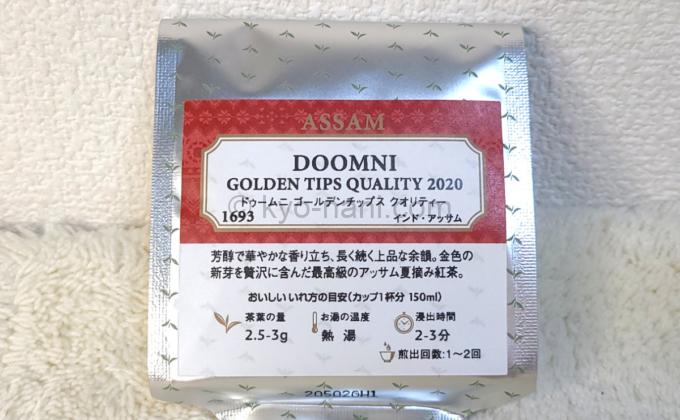 ASSAM
DOOMNI
GOLDEN TIPS QUALITY 2020
ドゥームニ ゴールデンチップス クオリティー
© kyo-nani.com
1693 インド・アッサム
芳醇で華やかな香り立ち、長く続く上品な余韻。金色の
新芽を贅沢に含んだ最高級のアッサム夏摘み紅茶。
おいしいいれ方の目安(カップ1杯分 150ml)
茶葉の量 お湯の温度 浸出時間
2.5-3g 熱湯 2-3分
煎出回数:1〜2回
205026H1